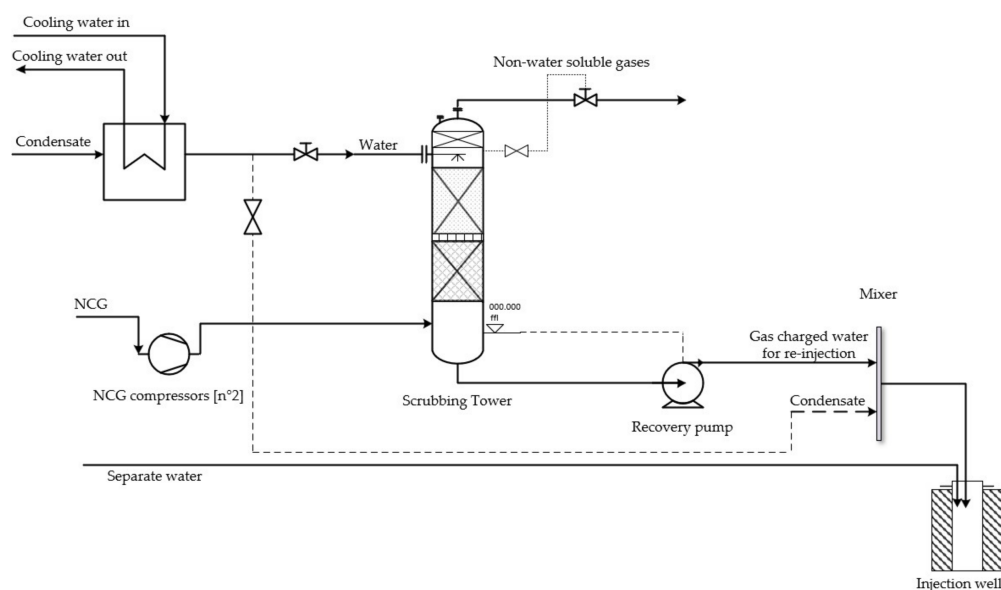 Cooling water in
Cooling water out
Non-water soluble gases
Condensate
Water
NCG
000.000
ffl
Mixer
Gas charged water
for re-injection
NCG compressors [n°2]
Scrubbing Tower
Condensate
Recovery pump
Separate water
Injection well